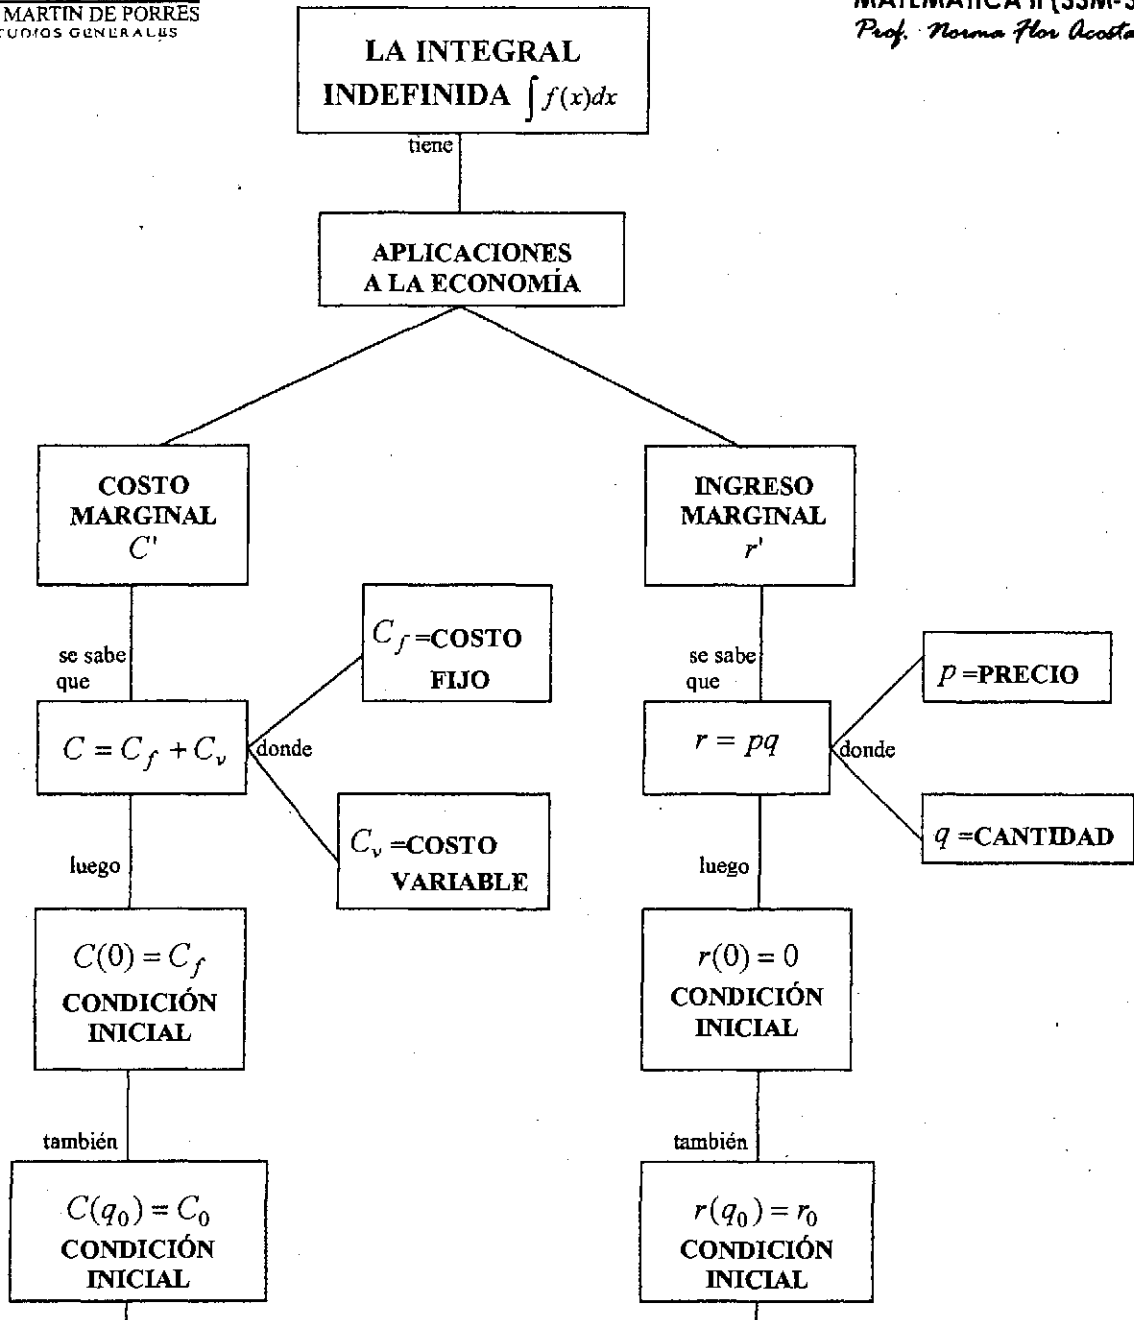 MARTIN DE PORRES
MATEMATICA II
Prof. Norma Flor Acosta
LA INTEGRAL
INDEFINIDA ∫ f(x)dx
tiene
APLICACIONES
A LA ECONOMÍA
COSTO
MARGINAL
C'
se sabe
que
C = C_f + C_v
donde
C_f =COSTO
FIJO
C_v =COSTO
VARIABLE
luego
C(0) = C_f
CONDICIÓN
INICIAL
también
C(q_0) = C_0
CONDICIÓN
INICIAL
INGRESO
MARGINAL
r'
se sabe
que
r = pq
donde
p =PRECIO
q =CANTIDAD
luego
r(0) = 0
CONDICIÓN
INICIAL
también
r(q_0) = r_0
CONDICIÓN
INICIAL